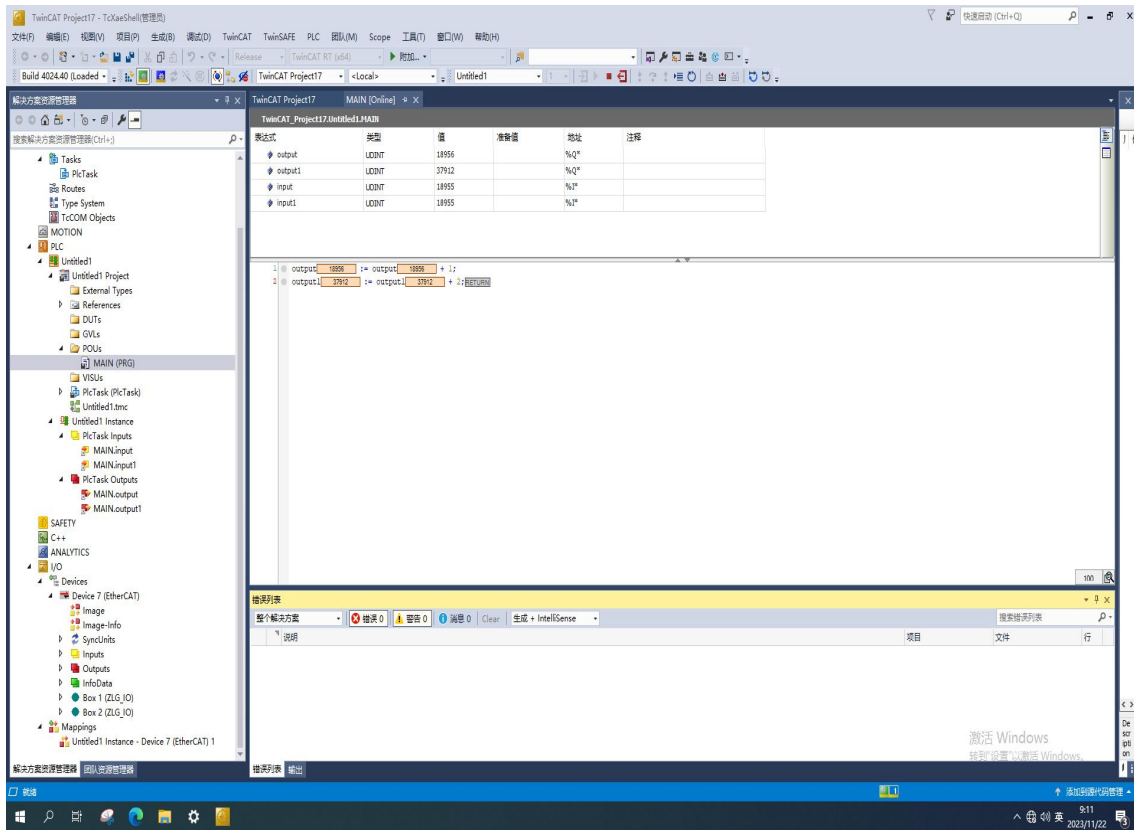 TwinCAT Project17 - TcXaeShell(管理员)
快速启动 (Ctrl+Q)
文件(F) 编辑(E) 视图(V) 项目(P) 生成(B) 调试(D) TwinCAT TwinSAFE PLC 团队(M) Scope 工具(T) 窗口(W) 帮助(H)
Release TwinCAT RT (x64) 附加...
Build 4024.40 (Loaded TwinCAT Project17 <Local> Untitled1 1
解决方案资源管理器
搜索解决方案资源管理器(Ctrl+;)
Tasks
PlcTask
Routes
Type System
TcCOM Objects
MOTION
PLC
Untitled1
Untitled1 Project
External Types
References
DUTs
GVLs
POUs
MAIN (PRG)
VISUs
PlcTask (PlcTask)
Untitled1.tmc
Untitled1 Instance
PlcTask Inputs
MAIN.input
MAIN.input1
PlcTask Outputs
MAIN.output
MAIN.output1
SAFETY
C++
ANALYTICS
I/O
Devices
Device 7 (EtherCAT)
Image
Image-Info
SyncUnits
Inputs
Outputs
InfoData
Box 1 (ZLG_IO)
Box 2 (ZLG_IO)
Mappings
Untitled1 Instance - Device 7 (EtherCAT) 1
解决方案资源管理器 团队资源管理器
TwinCAT Project17 MAIN [Online]
TwinCAT_Project17.Untitled1.MAIN
表达式 类型 值 准备值 地址 注释
output UDINT 18956 %Q*
output1 UDINT 37912 %Q*
input UDINT 18955 %I*
input1 UDINT 18955 %I*
1 output 18956 := output 18956 + 1;
2 output1 37912 := output1 37912 + 2;RETURN
100
错误列表
整个解决方案 错误 0 警告 0 消息 0 Clear 生成 + IntelliSense 搜索错误列表
说明 项目 文件 行
激活 Windows
转到"设置"以激活 Windows。
错误列表 输出
De
scr
ipti
on
就绪 添加到源代码管理
英 9:11
2023/11/22